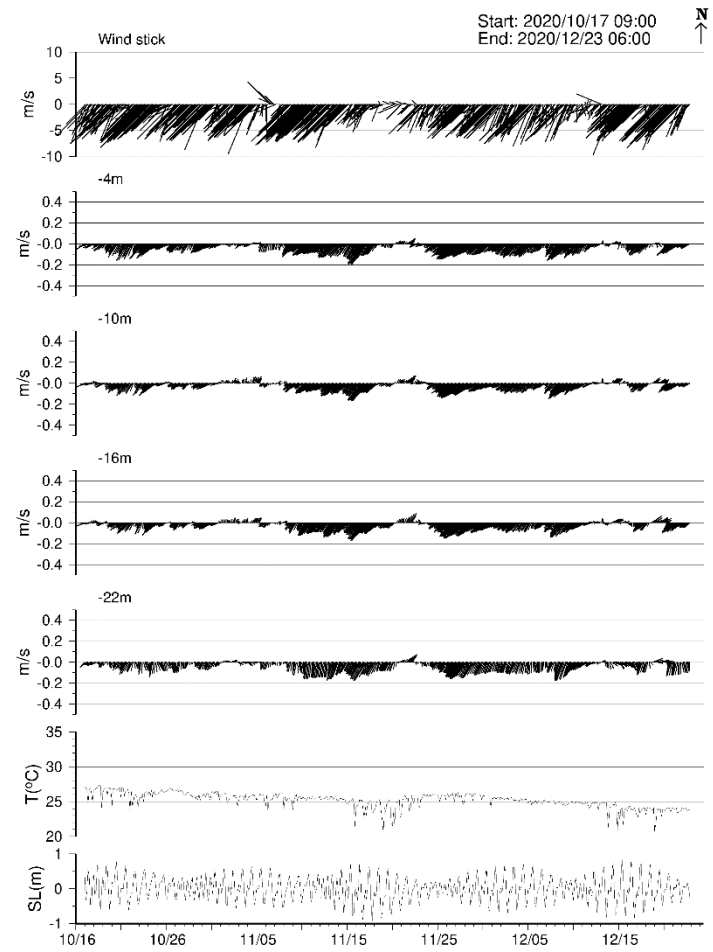 N
Start: 2020/10/17 09:00
End: 2020/12/23 06:00
Wind stick
10
5
0
-5
-10
m/s
-4m
0.4
0.2
-0.0
-0.2
-0.4
m/s
-10m
0.4
0.2
-0.0
-0.2
-0.4
m/s
-16m
0.4
0.2
-0.0
-0.2
-0.4
m/s
-22m
0.4
0.2
-0.0
-0.2
-0.4
m/s
35
30
25
20
T(°C)
1
0
-1
SL(m)
10/16 10/26 11/05 11/15 11/25 12/05 12/15